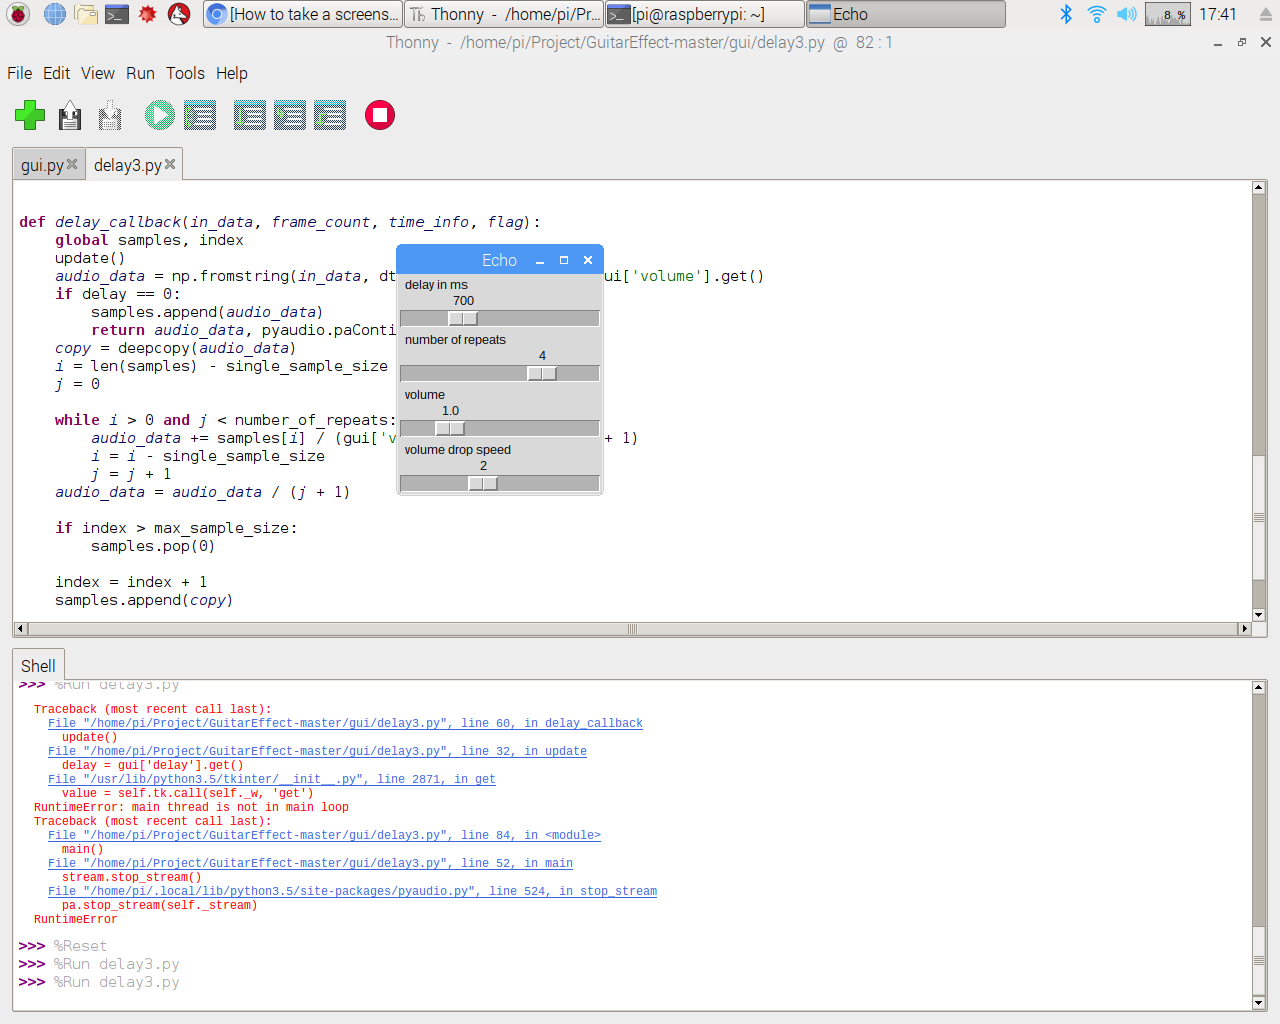 [How to take a screens...
Thonny - /home/pi/Pr...
[pi@raspberrypi: ~]
Echo
8 %
17:41
Thonny - /home/pi/Project/GuitarEffect-master/gui/delay3.py @ 82 : 1
File Edit View Run Tools Help
gui.py
delay3.py
def delay_callback(in_data, frame_count, time_info, flag):
global samples, index
update()
audio_data = np.fromstring(in_data, dt
ui['volume'].get()
if delay == 0:
samples.append(audio_data)
return audio_data, pyaudio.paConti
copy = deepcopy(audio_data)
i = len(samples) - single_sample_size
j = 0
while i > 0 and j < number_of_repeats:
audio_data += samples[i] / (gui['v
+ 1)
i = i - single_sample_size
j = j + 1
audio_data = audio_data / (j + 1)
if index > max_sample_size:
samples.pop(0)
index = index + 1
samples.append(copy)
Echo
delay in ms
700
number of repeats
4
volume
1.0
volume drop speed
2
Shell
>>> %Run delay3.py
Traceback (most recent call last):
File "/home/pi/Project/GuitarEffect-master/gui/delay3.py", line 60, in delay_callback
update()
File "/home/pi/Project/GuitarEffect-master/gui/delay3.py", line 32, in update
delay = gui['delay'].get()
File "/usr/lib/python3.5/tkinter/__init__.py", line 2871, in get
value = self.tk.call(self._w, 'get')
RuntimeError: main thread is not in main loop
Traceback (most recent call last):
File "/home/pi/Project/GuitarEffect-master/gui/delay3.py", line 84, in <module>
main()
File "/home/pi/Project/GuitarEffect-master/gui/delay3.py", line 52, in main
stream.stop_stream()
File "/home/pi/.local/lib/python3.5/site-packages/pyaudio.py", line 524, in stop_stream
pa.stop_stream(self._stream)
RuntimeError
>>> %Reset
>>> %Run delay3.py
>>> %Run delay3.py